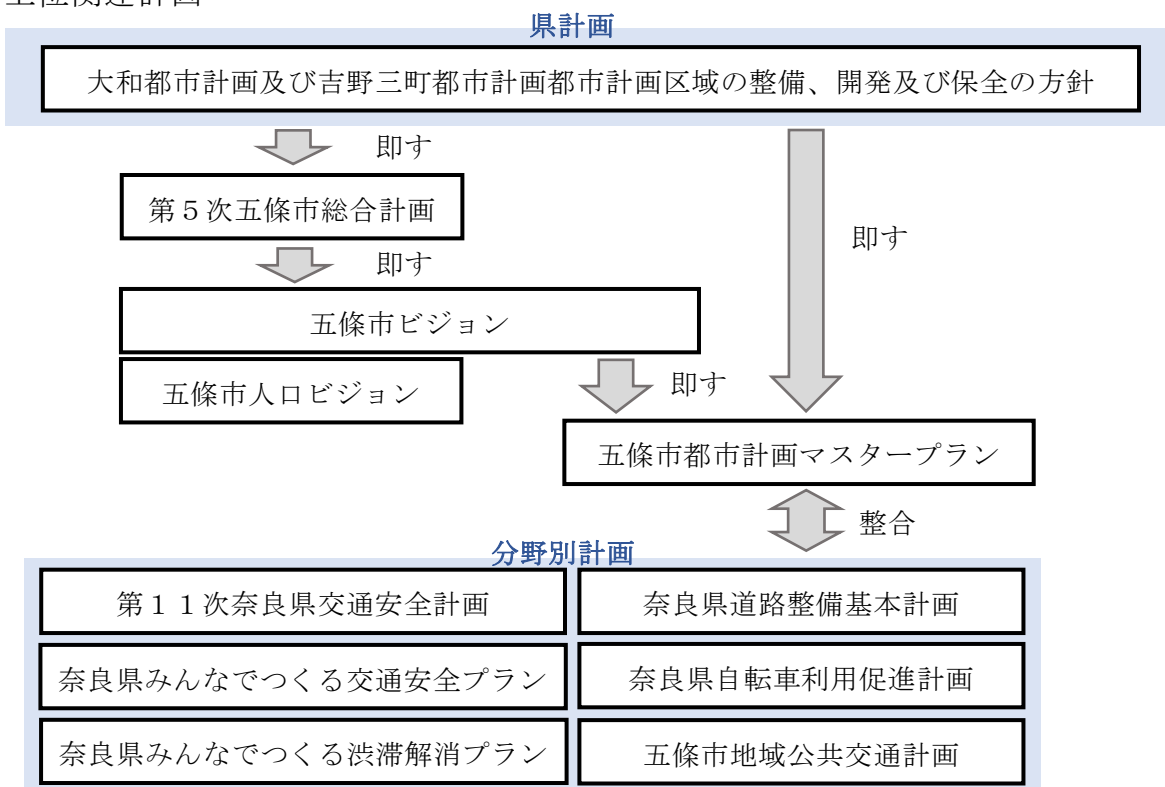 県計画
大和都市計画及び吉野三町都市計画都市計画区域の整備、開発及び保全の方針
即す
第５次五條市総合計画
即す
即す
五條市ビジョン
五條市人口ビジョン
即す
五條市都市計画マスタープラン
整合
分野別計画
第１１次奈良県交通安全計画
奈良県道路整備基本計画
奈良県みんなでつくる交通安全プラン
奈良県自転車利用促進計画
奈良県みんなでつくる渋滞解消プラン
五條市地域公共交通計画